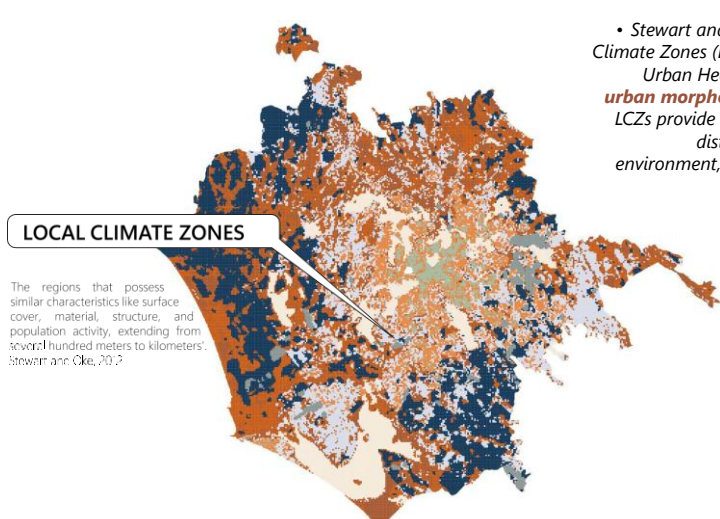 • Stewart and
Climate Zones (
Urban He
urban morpho
LCZs provide
dist
environment,
LOCAL CLIMATE ZONES
The regions that possess
similar characteristics like surface
cover, material, structure, and
population activity, extending from
several hundred meters to kilometers'.
Stewart and Oke, 2012